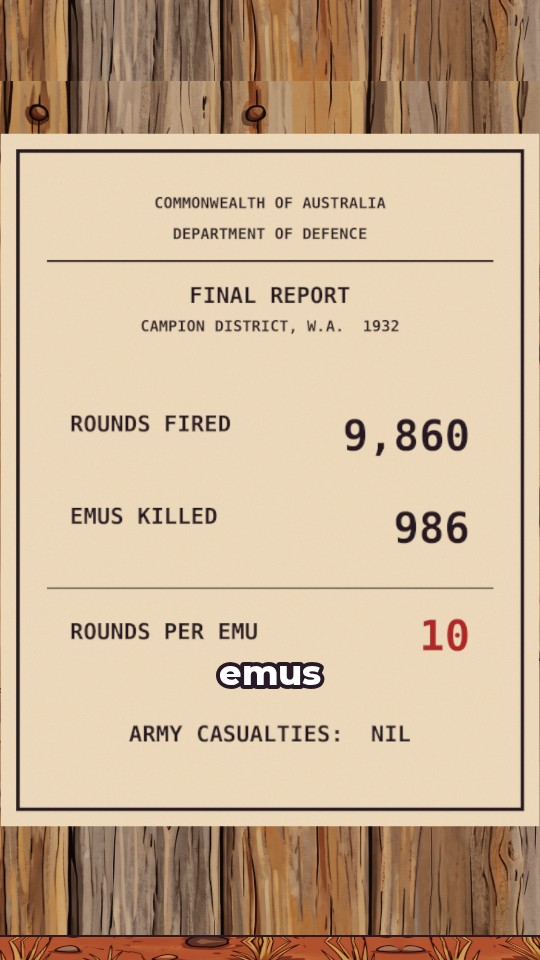 COMMONWEALTH OF AUSTRALIA
DEPARTMENT OF DEFENCE
FINAL REPORT
CAMPION DISTRICT, W.A. 1932
ROUNDS FIRED 9,860
EMUS KILLED 986
ROUNDS PER EMU 10
emus
ARMY CASUALTIES: NIL